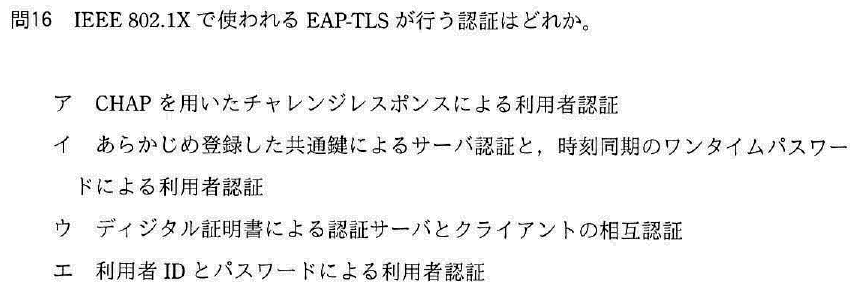 問16 IEEE 802.1X で使われる EAP-TLS が行う認証はどれか。
ア CHAP を用いたチャレンジレスポンスによる利用者認証
イ あらかじめ登録した共通鍵によるサーバ認証と，時刻同期のワンタイムパスワー
ドによる利用者認証
ウ ディジタル証明書による認証サーバとクライアントの相互認証
エ 利用者 ID とパスワードによる利用者認証